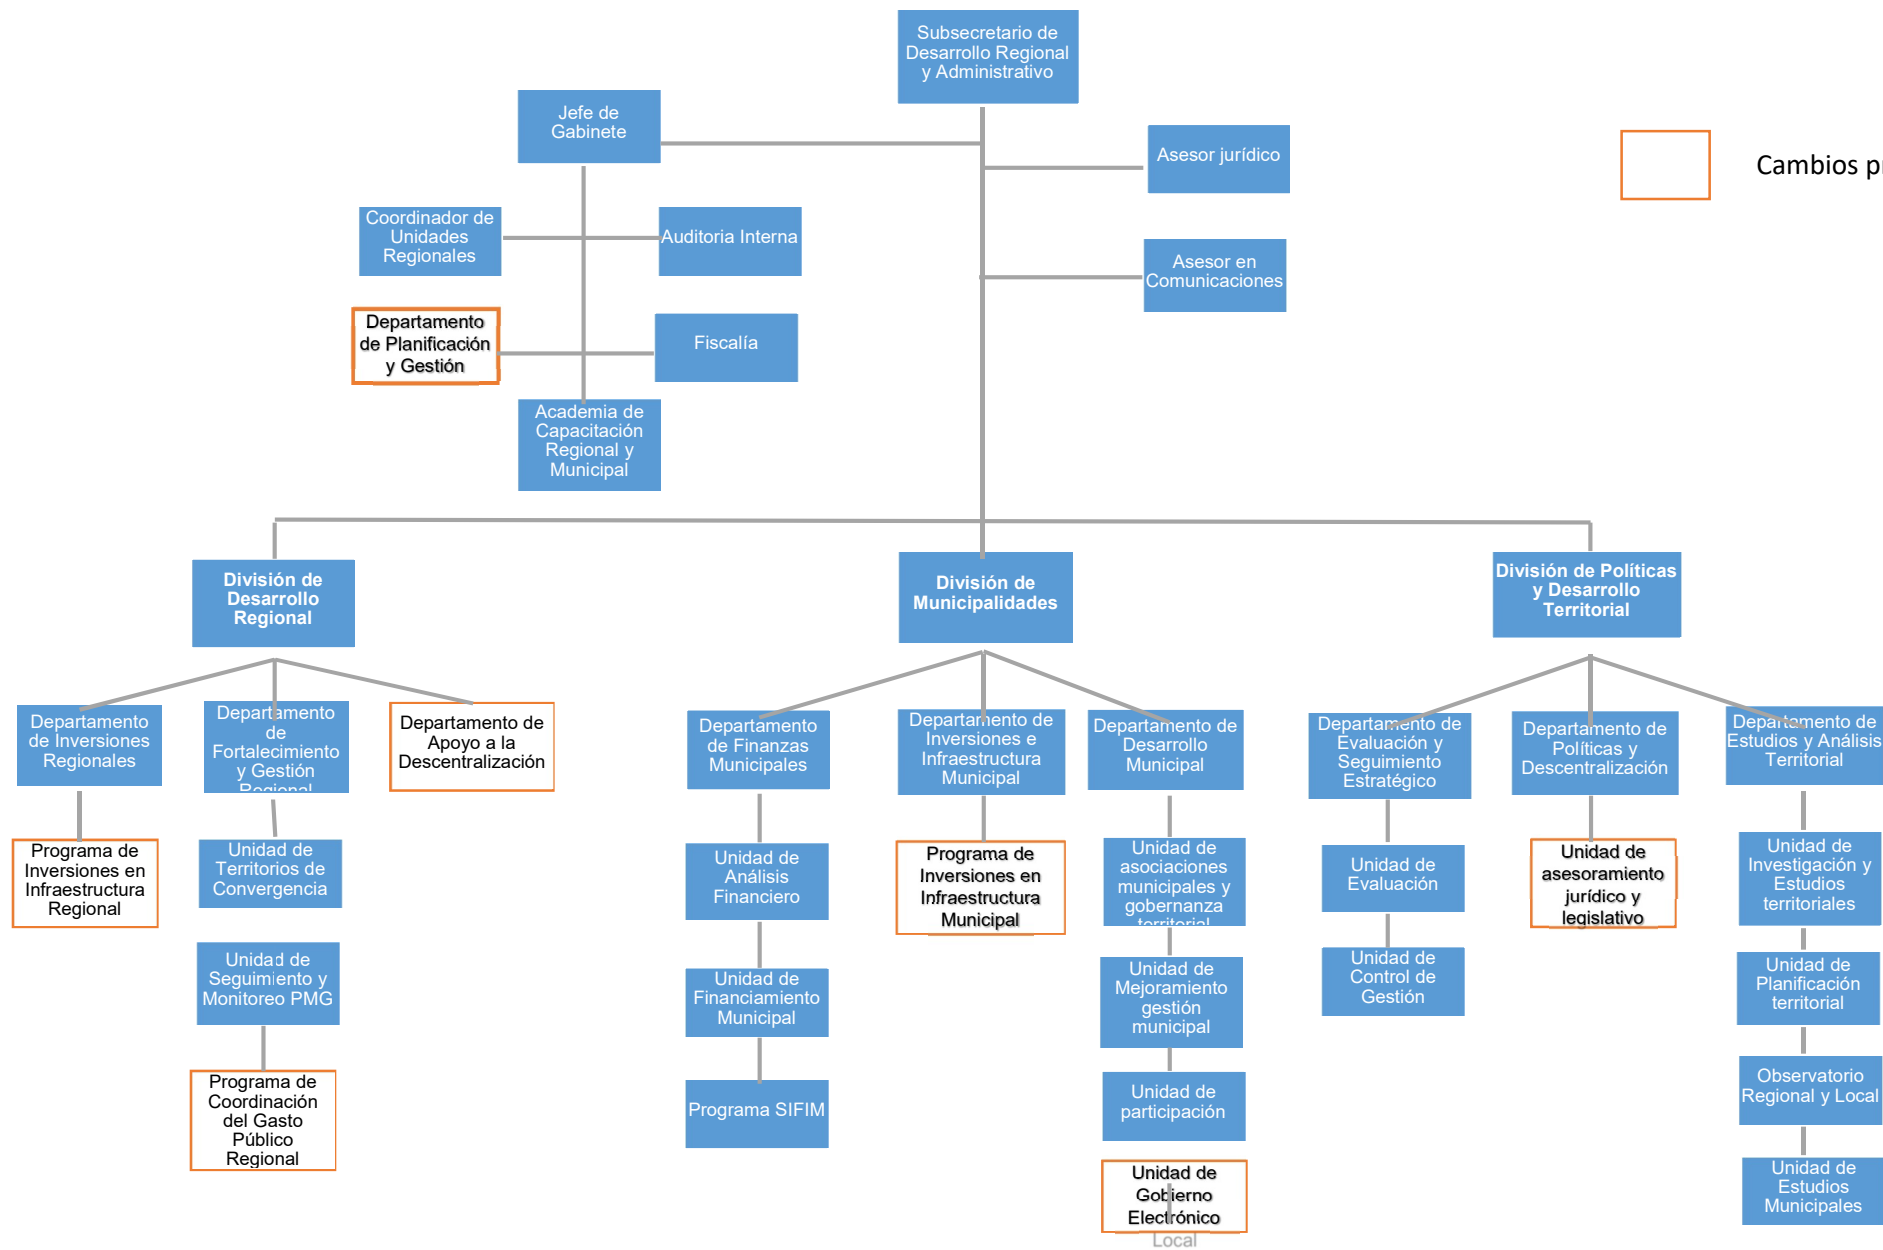 Subsecretario de
Desarrollo Regional
y Administrativo
Jefe de
Gabinete
Asesor jurídico
Cambios
Coordinador de
Unidades
Regionales
Auditoria Interna
Asesor en
Comunicaciones
Departamento
de Planificación
y Gestión
Fiscalía
Academia de
Capacitación
Regional y
Municipal
División de
Desarrollo
Regional
División de
Municipalidades
División de Políticas
y Desarrollo
Territorial
Departamento
de Inversiones
Regionales
Departamento
de
Fortalecimiento
y Gestión
Regional
Departamento de
Apoyo a la
Descentralización
Departamento
de Finanzas
Municipales
Departamento de
Inversiones e
Infraestructura
Municipal
Departamento de
Desarrollo
Municipal
Departamento de
Evaluación y
Seguimiento
Estratégico
Departamento de
Políticas y
Descentralización
Departamento de
Estudios y Análisis
Territorial
Programa de
Inversiones en
Infraestructura
Regional
Unidad de
Territorios de
Convergencia
Unidad de
Análisis
Financiero
Programa de
Inversiones en
Infraestructura
Municipal
Unidad de
asociaciones
municipales y
gobernanza
territorial
Unidad de
Evaluación
Unidad de
asesoramiento
jurídico y
legislativo
Unidad de
Investigación y
Estudios
territoriales
Unidad de
Seguimiento y
Monitoreo PMG
Unidad de
Financiamiento
Municipal
Unidad de
Mejoramiento
gestión
municipal
Unidad de
Control de
Gestión
Unidad de
Planificación
territorial
Programa de
Coordinación
del Gasto
Público
Regional
Programa SIFIM
Unidad de
participación
Observatorio
Regional y Local
Unidad de
Gobierno
Electrónico
Local
Unidad de
Estudios
Municipales